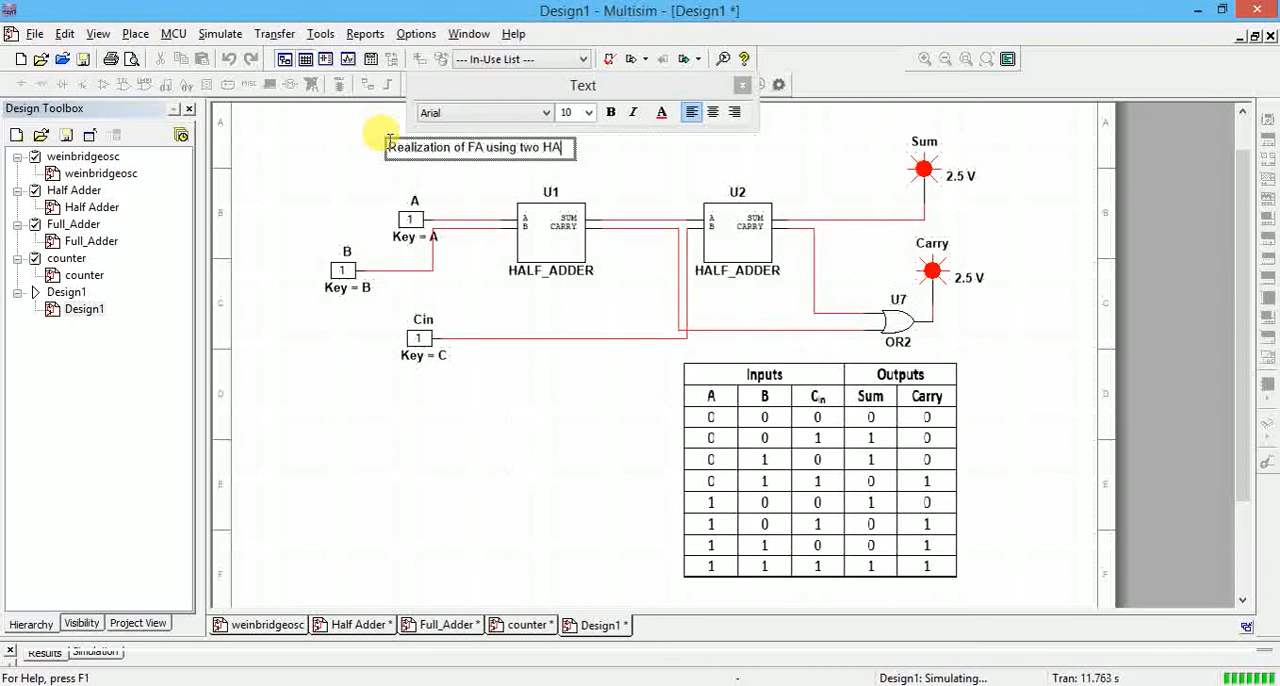 Design1 - Multisim - [Design1 *]
File Edit View Place MCU Simulate Transfer Tools Reports Options Window Help
--- In-Use List ---
Design Toolbox
Text
Arial 10 B I A
weinbridgeosc
weinbridgeosc
Half Adder
Half Adder
Full_Adder
Full_Adder
counter
counter
Design1
Design1
A A
B B
C C
D D
E E
F F
Realization of FA using two HA
Sum
2.5 V
A
1
Key = A
B
1
Key = B
Cin
1
Key = C
U1
A SUM
B CARRY
HALF_ADDER
U2
A SUM
B CARRY
HALF_ADDER
Carry
2.5 V
U7
OR2
Inputs Outputs
A B Cin Sum Carry
0 0 0 0 0
0 0 1 1 0
0 1 0 1 0
0 1 1 0 1
1 0 0 1 0
1 0 1 0 1
1 1 0 0 1
1 1 1 1 1
Hierarchy Visibility Project View
weinbridgeosc Half Adder * Full_Adder * counter * Design1 *
Results Simulation
For Help, press F1 - Design1: Simulating... Tran: 11.763 s